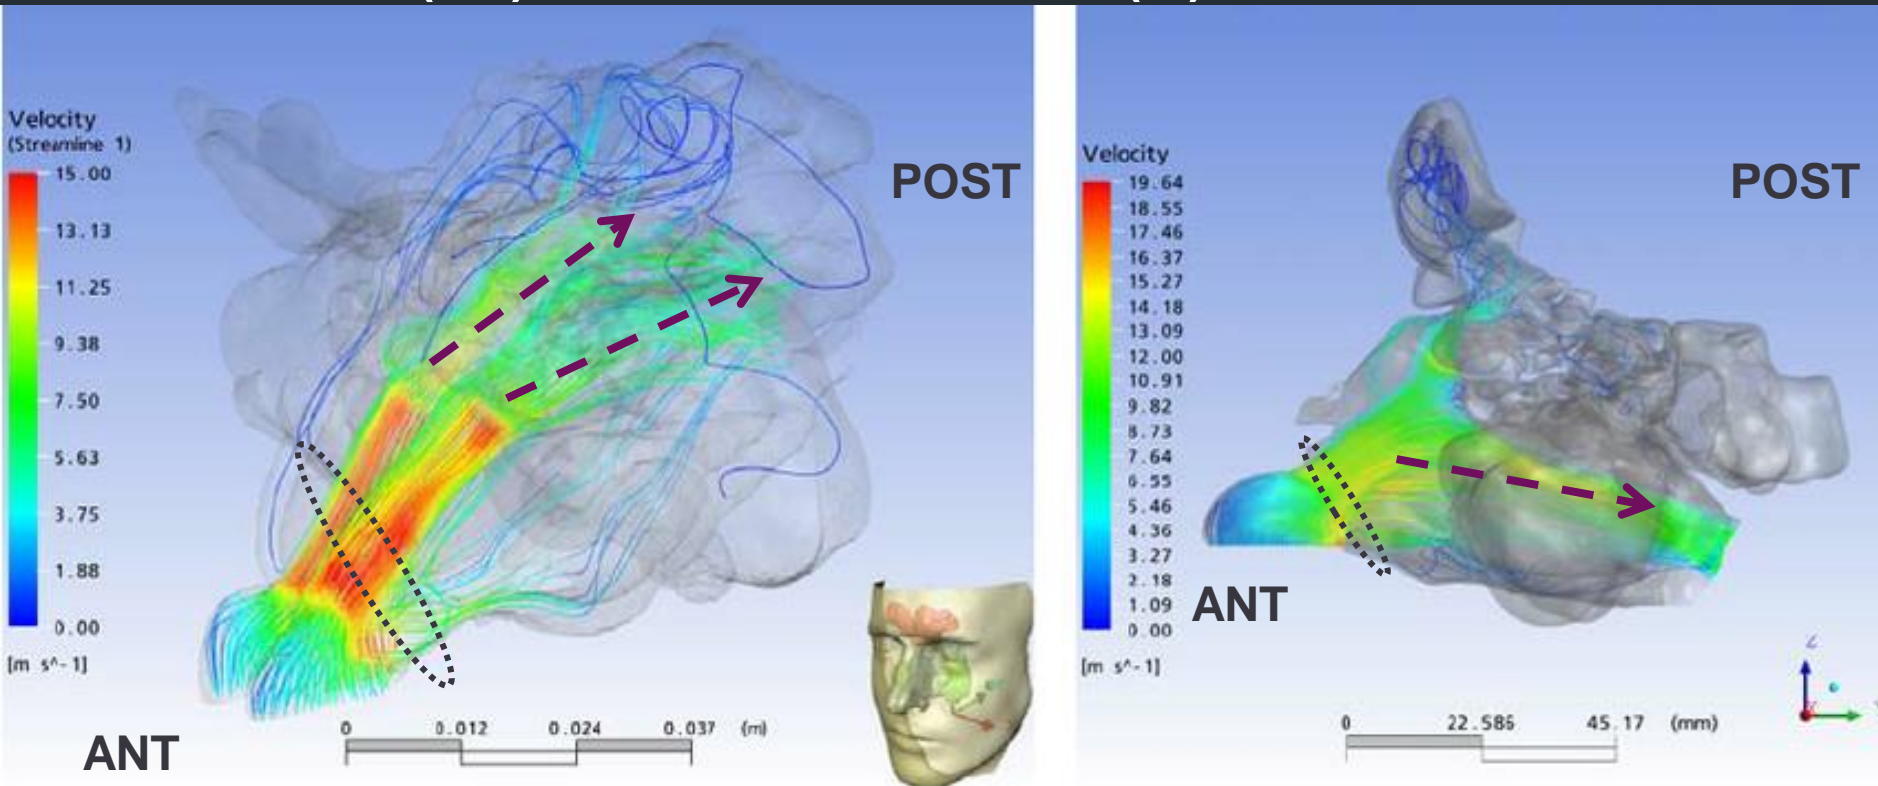 Velocity
(Streamline 1)
15.00
13.13
11.25
9.38
7.50
5.63
3.75
1.88
0.00
[m s^-1]
POST
ANT
0 0.012 0.024 0.037 (m)
Velocity
19.64
18.55
17.46
16.37
15.27
14.18
13.09
12.00
10.91
9.82
8.73
7.64
6.55
5.46
4.36
3.27
2.18
1.09
0.00
[m s^-1]
POST
ANT
0 22.585 45.17 (mm)
Z